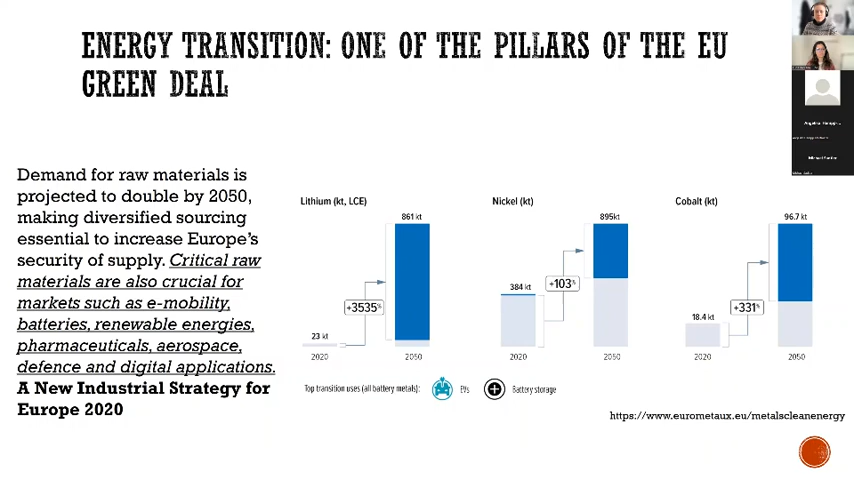 ENERGY TRANSITION: ONE OF THE PILLARS OF THE EU
GREEN DEAL
Demand for raw materials is
projected to double by 2050,
making diversified sourcing
essential to increase Europe's
security of supply. Critical raw
materials are also crucial for
markets such as e-mobility,
batteries, renewable energies,
pharmaceuticals, aerospace,
defence and digital applications.
A New Industrial Strategy for
Europe 2020
Lithium (kt, LCE)
861 kt
+3535%
23 kt
2020
2050
Nickel (kt)
895kt
384 kt
+103%
2020
2050
Cobalt (kt)
96.7 kt
18.4 kt
+331%
2020
2050
Top transition uses (all battery metals):
EVs
Battery storage
https://www.eurometaux.eu/metalscleanenergy